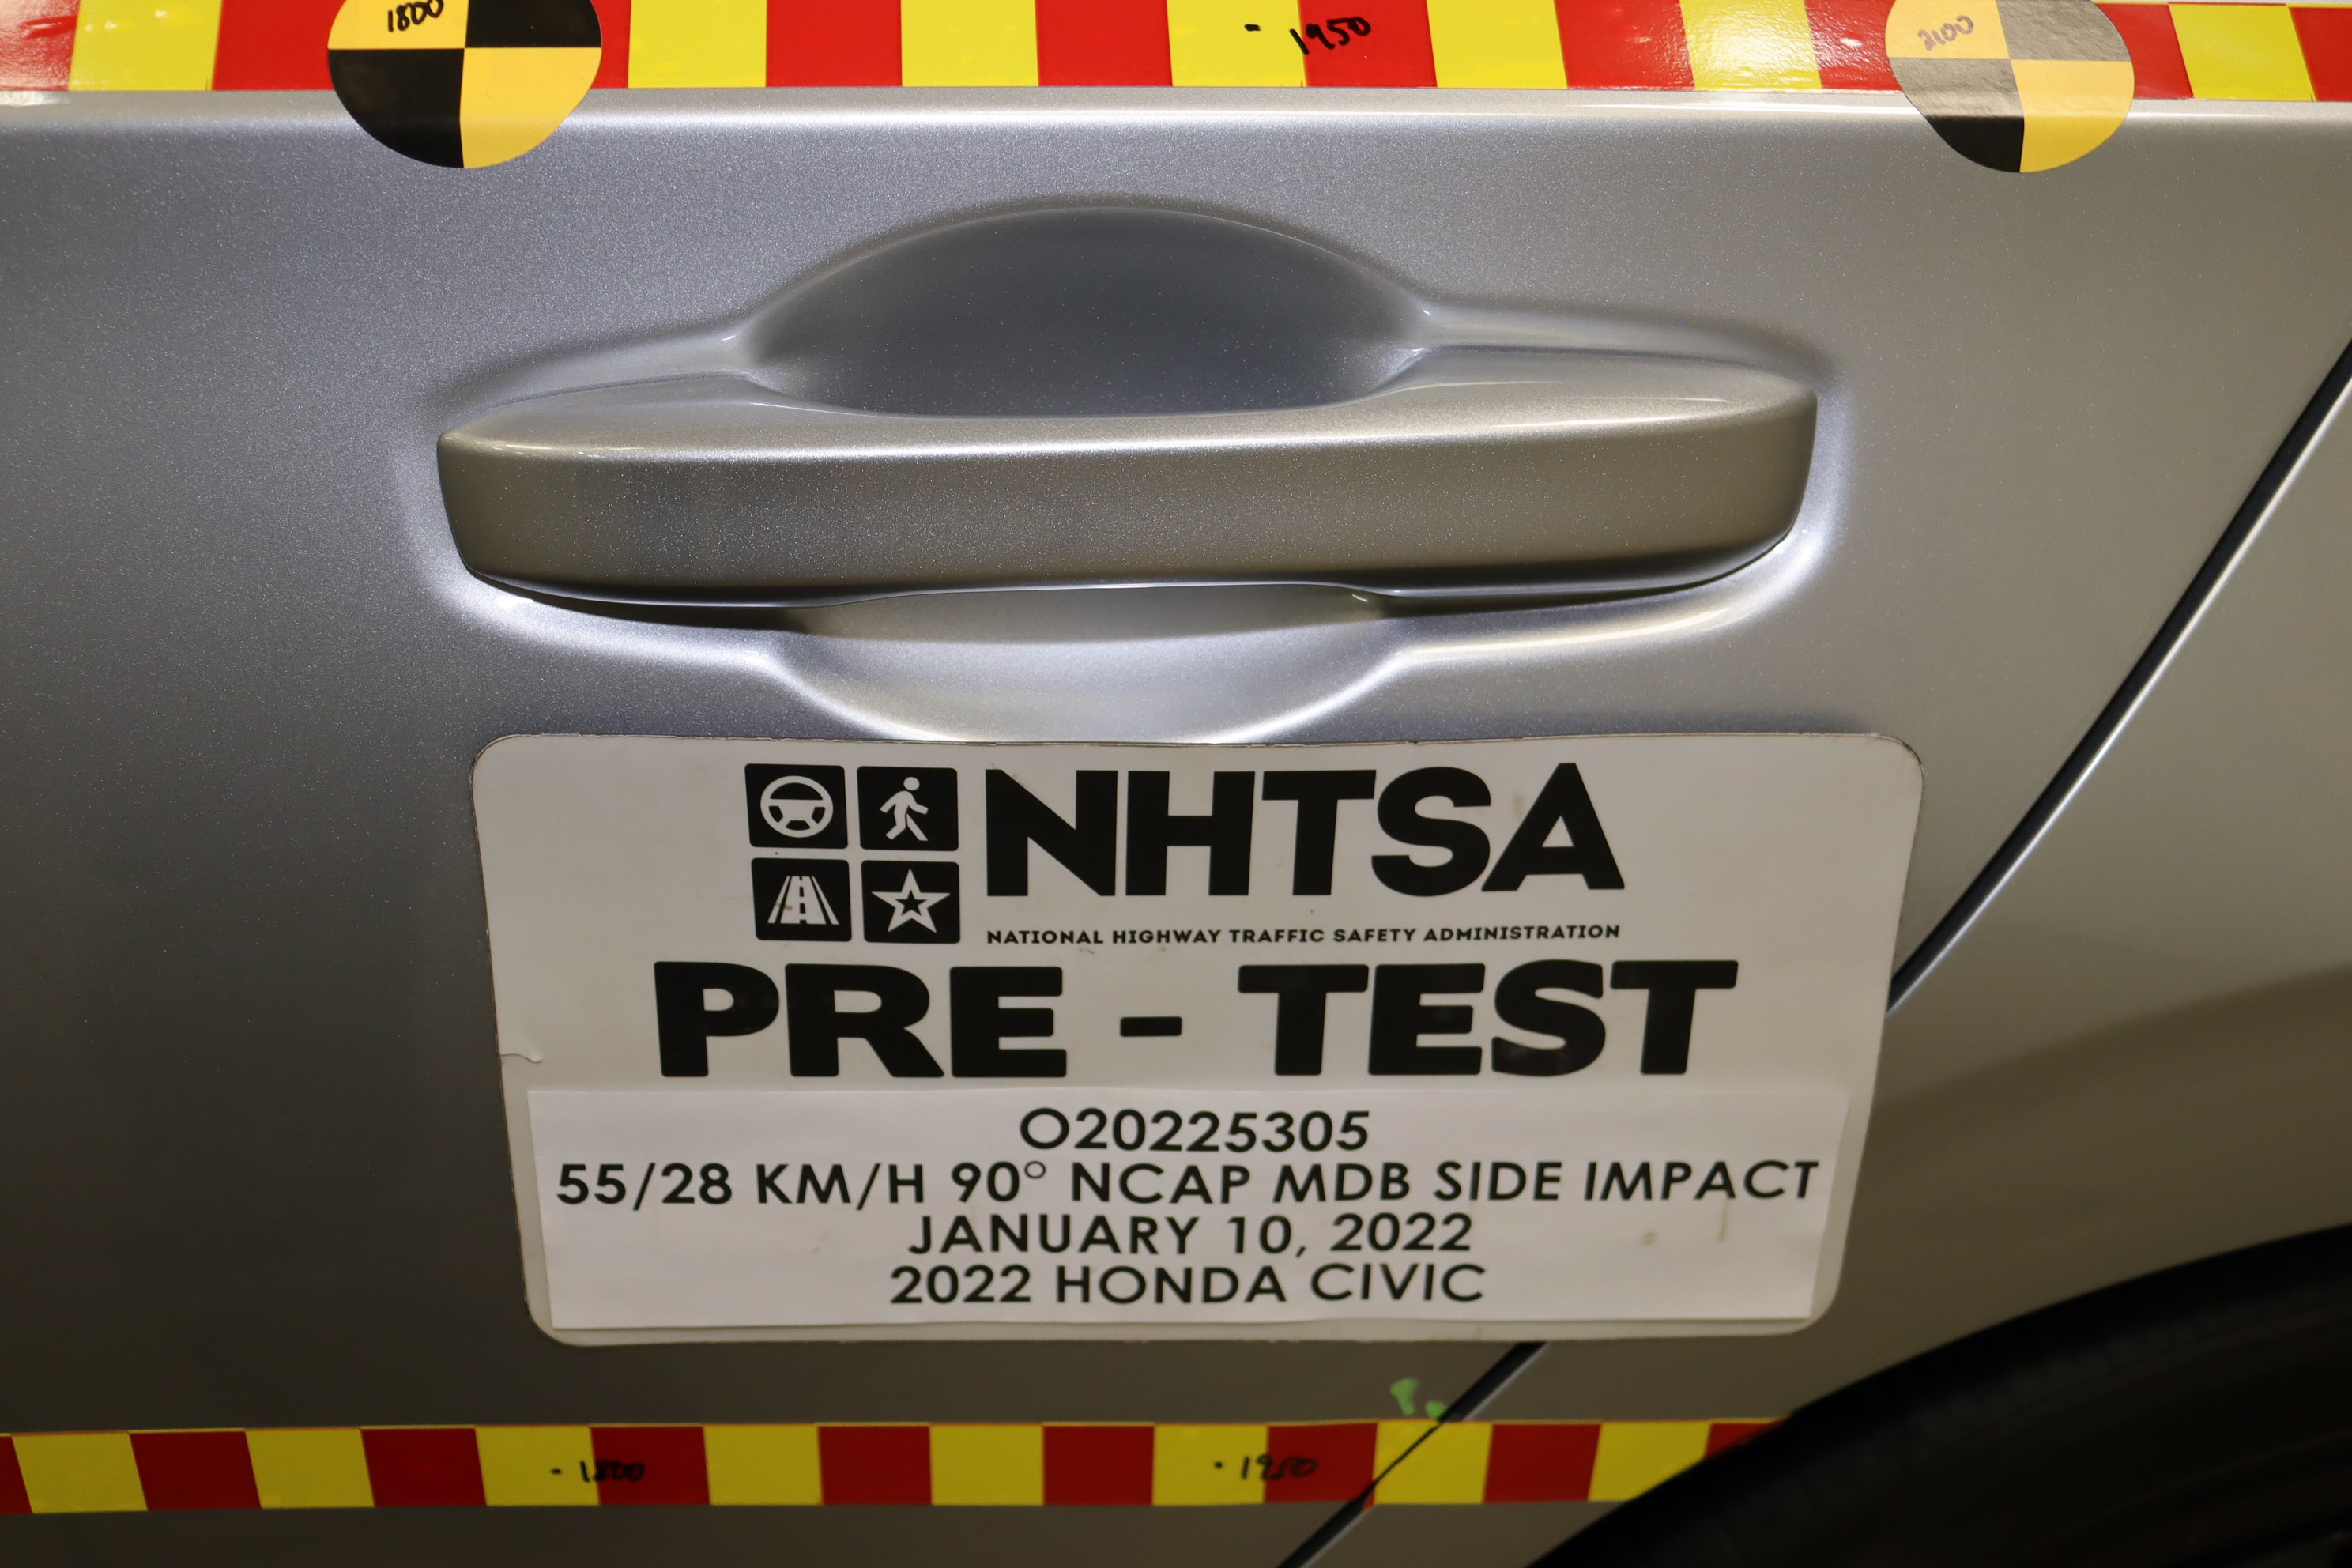 1800 - 1950 2100
NHTSA
NATIONAL HIGHWAY TRAFFIC SAFETY ADMINISTRATION
PRE - TEST
O20225305
55/28 KM/H 90° NCAP MDB SIDE IMPACT
JANUARY 10, 2022
2022 HONDA CIVIC
- 1800 - 1950